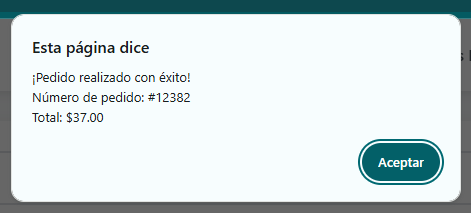 Esta página dice
¡Pedido realizado con éxito!
Número de pedido: #12382
Total: $37.00
Aceptar